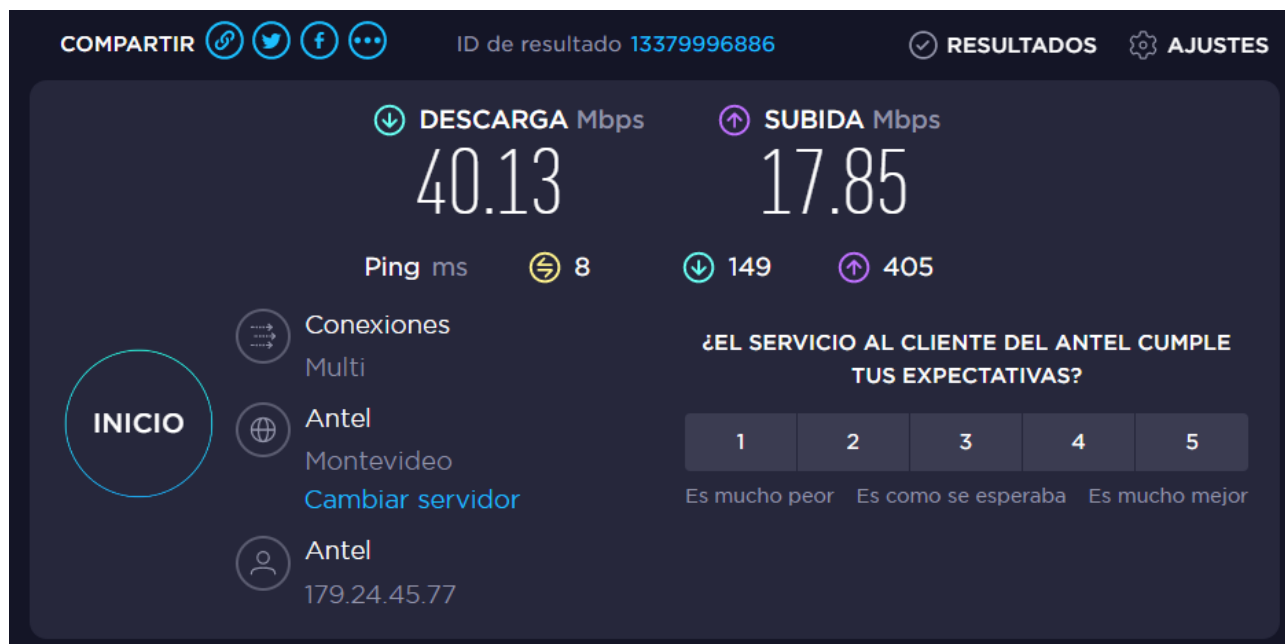 COMPARTIR ID de resultado 13379996886 RESULTADOS AJUSTES
DESCARGA Mbps SUBIDA Mbps
40.13 17.85
Ping ms 8 149 405
Conexiones
Multi
INICIO
Antel
Montevideo
Cambiar servidor
Antel
179.24.45.77
¿EL SERVICIO AL CLIENTE DEL ANTEL CUMPLE
TUS EXPECTATIVAS?
1 2 3 4 5
Es mucho peor Es como se esperaba Es mucho mejor